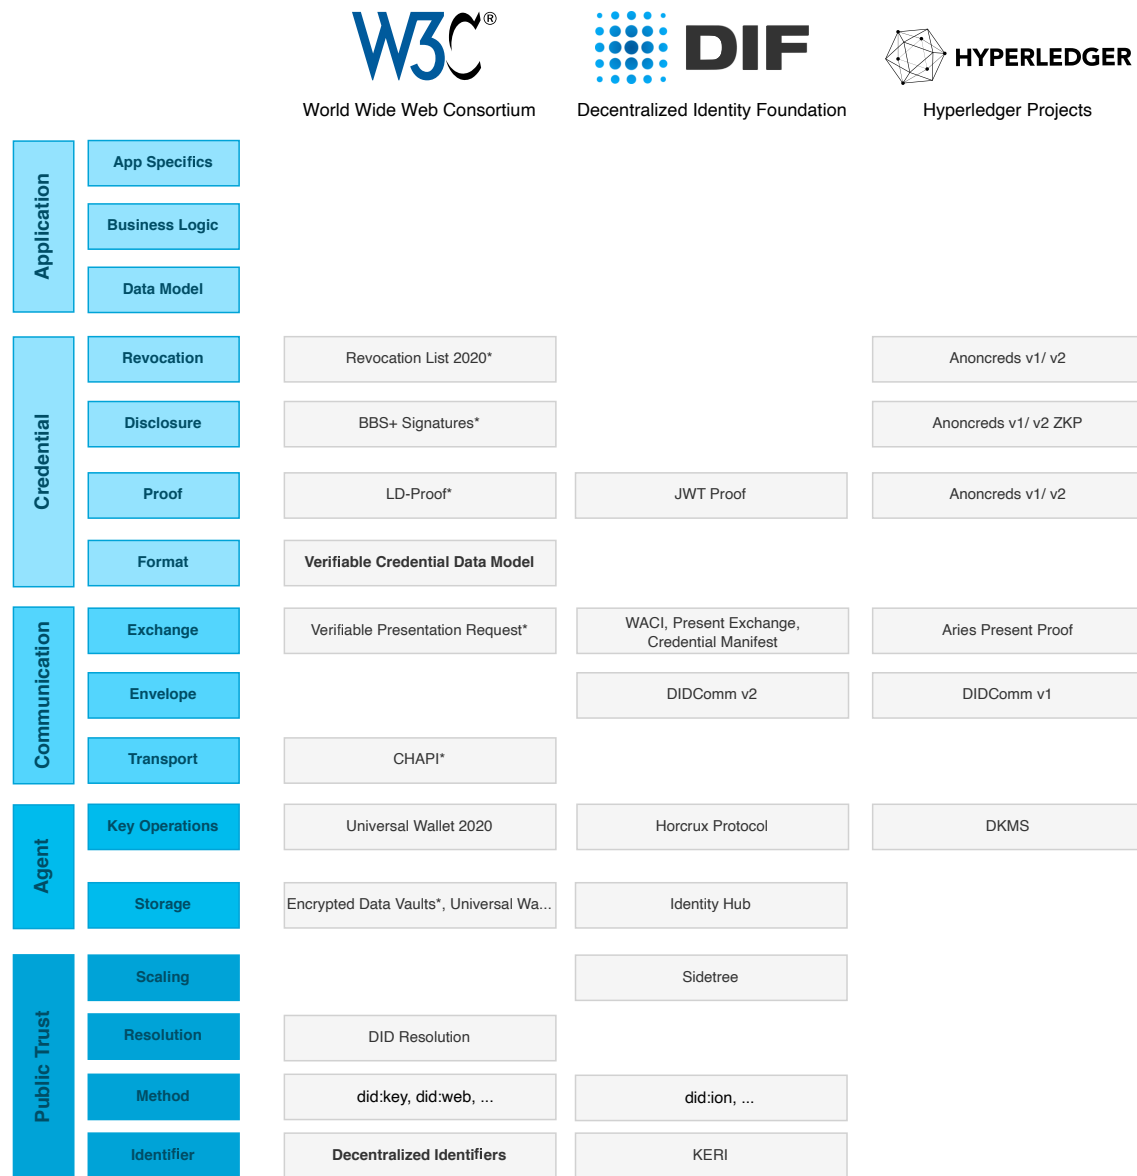 W3C®
DIF
HYPERLEDGER
World Wide Web Consortium
Decentralized Identity Foundation
Hyperledger Projects
Application
App Specifics
Business Logic
Data Model
Credential
Revocation
Revocation List 2020*
Anoncreds v1/ v2
Disclosure
BBS+ Signatures*
Anoncreds v1/ v2 ZKP
Proof
LD-Proof*
JWT Proof
Anoncreds v1/ v2
Format
Verifiable Credential Data Model
Communication
Exchange
Verifiable Presentation Request*
WACI, Present Exchange,
Credential Manifest
Aries Present Proof
Envelope
DIDComm v2
DIDComm v1
Transport
CHAPI*
Agent
Key Operations
Universal Wallet 2020
Horcrux Protocol
DKMS
Storage
Encrypted Data Vaults*, Universal Wa...
Identity Hub
Public Trust
Scaling
Sidetree
Resolution
DID Resolution
Method
did:key, did:web, ...
did:ion, ...
Identifier
Decentralized Identifiers
KERI